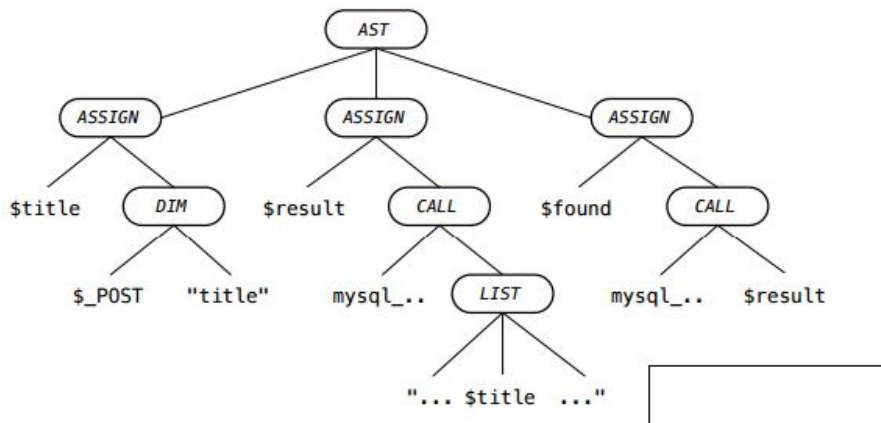 AST
ASSIGN ASSIGN ASSIGN
$title DIM $result CALL $found CALL
$_POST "title" mysql_.. LIST mysql_.. $result
"... $title ..."